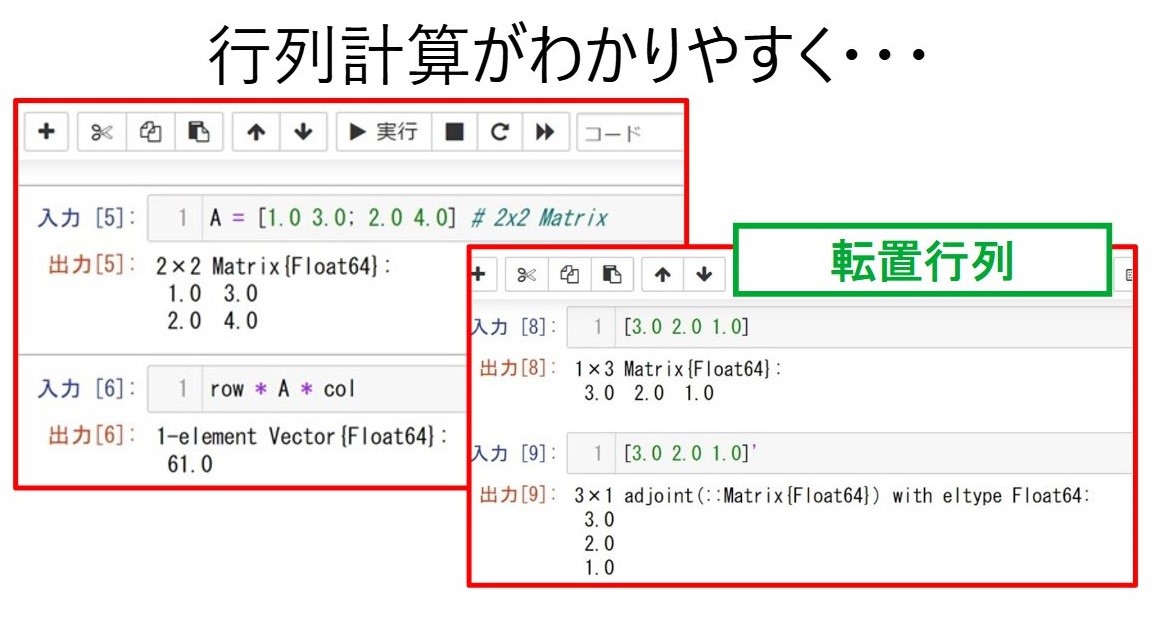 行列計算がわかりやすく・・・
実行
コード
入力 [5]:
1 A = [1.0 3.0; 2.0 4.0] # 2x2 Matrix
出力[5]:
2×2 Matrix{Float64}:
1.0 3.0
2.0 4.0
入力 [6]:
1 row * A * col
出力[6]:
1-element Vector{Float64}:
61.0
転置行列
入力 [8]:
1 [3.0 2.0 1.0]
出力[8]:
1×3 Matrix{Float64}:
3.0 2.0 1.0
入力 [9]:
1 [3.0 2.0 1.0]'
出力[9]:
3×1 adjoint(::Matrix{Float64}) with eltype Float64:
3.0
2.0
1.0